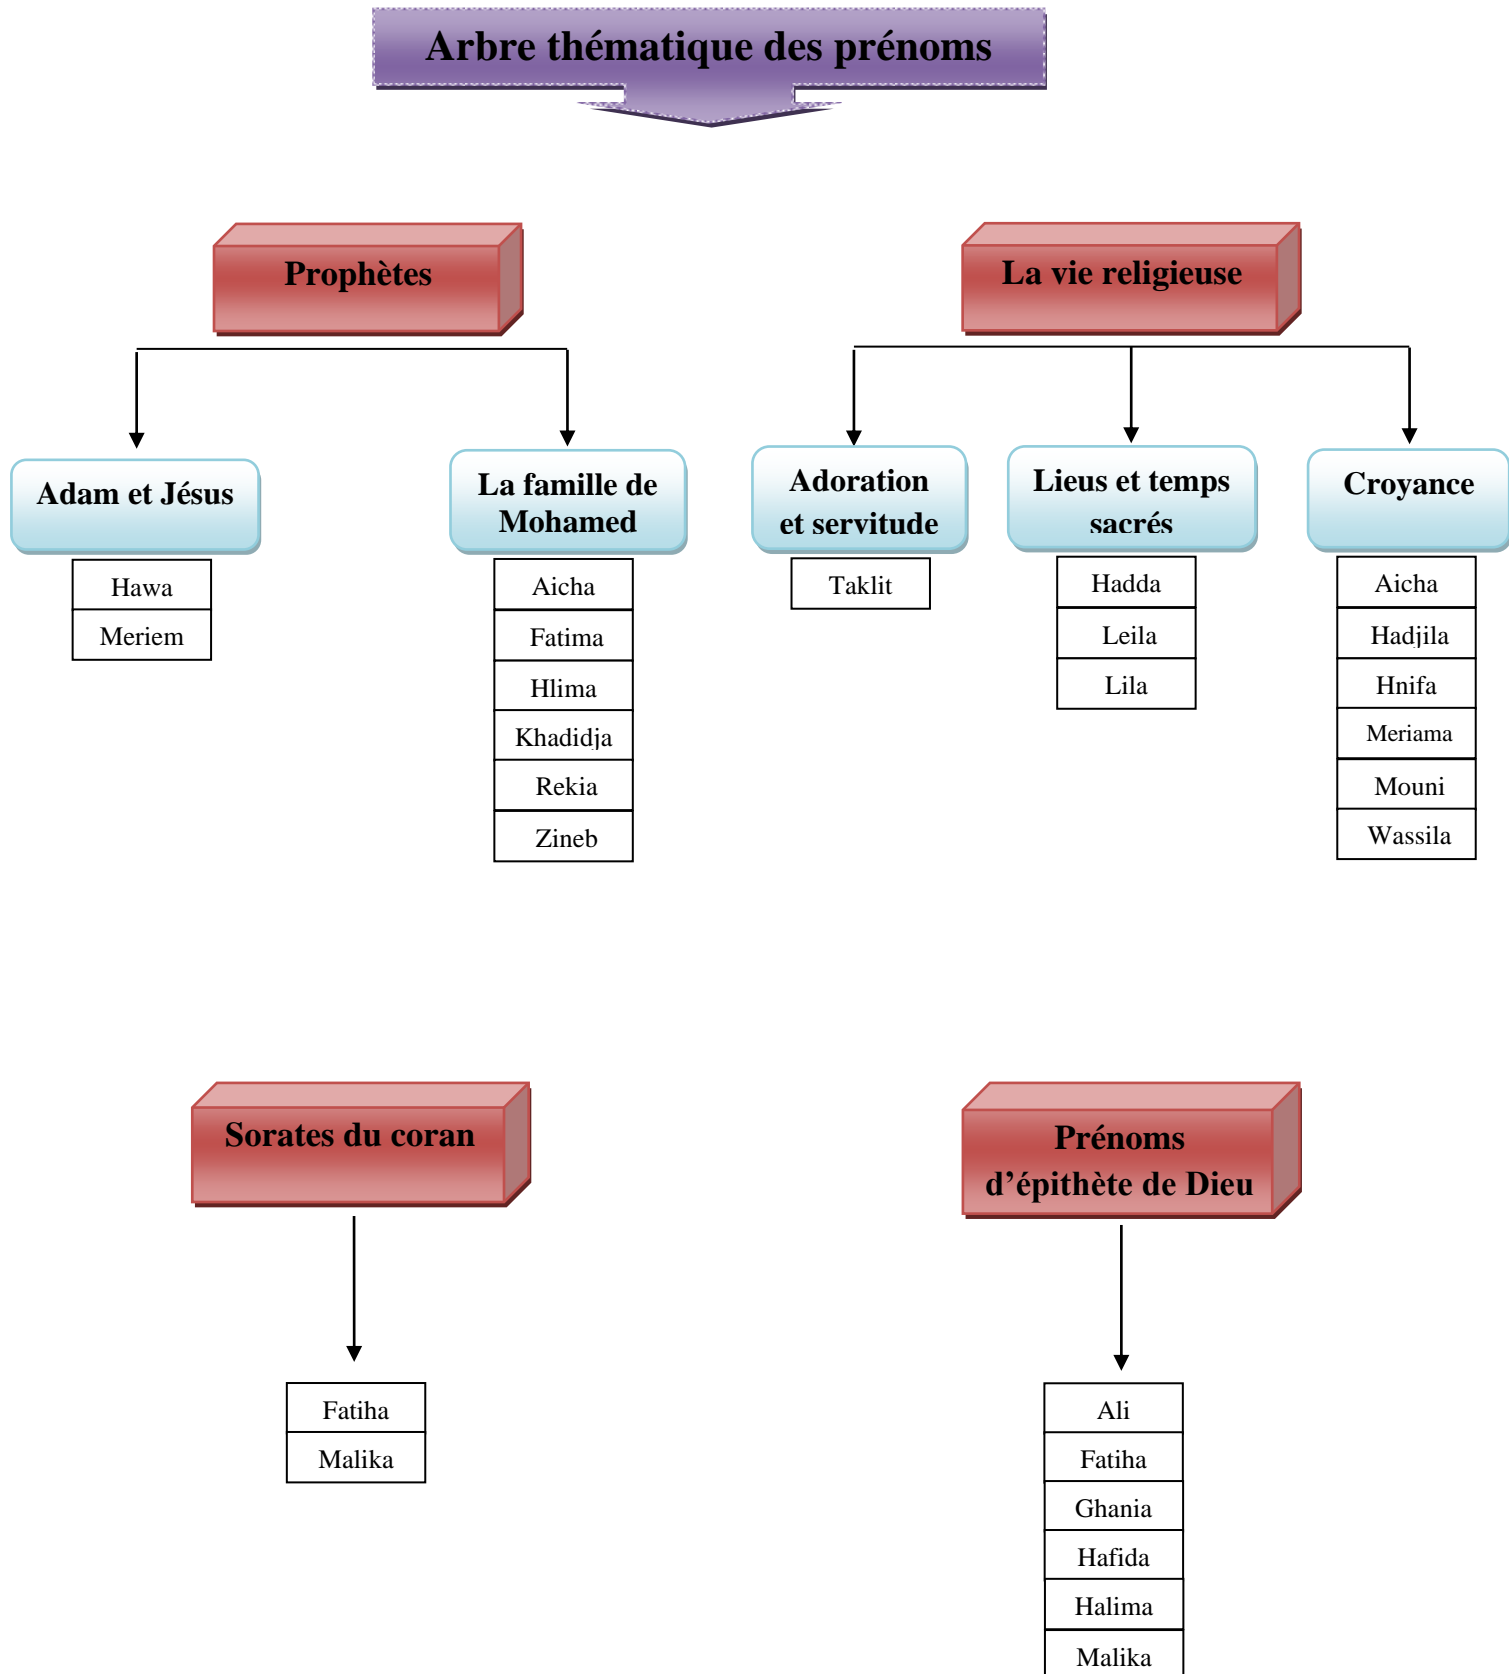 Arbre thématique des prénoms
Prophètes
La vie religieuse
Adam et Jésus
Hawa
Meriem
La famille de
Mohamed
Aicha
Fatima
Hlima
Khadidja
Rekia
Zineb
Adoration
et servitude
Taklit
Lieus et temps
sacrés
Hadda
Leila
Lila
Croyance
Aicha
Hadjila
Hnifa
Meriama
Mouni
Wassila
Sorates du coran
Fatiha
Malika
Prénoms
d’épithète de Dieu
Ali
Fatiha
Ghania
Hafida
Halima
Malika